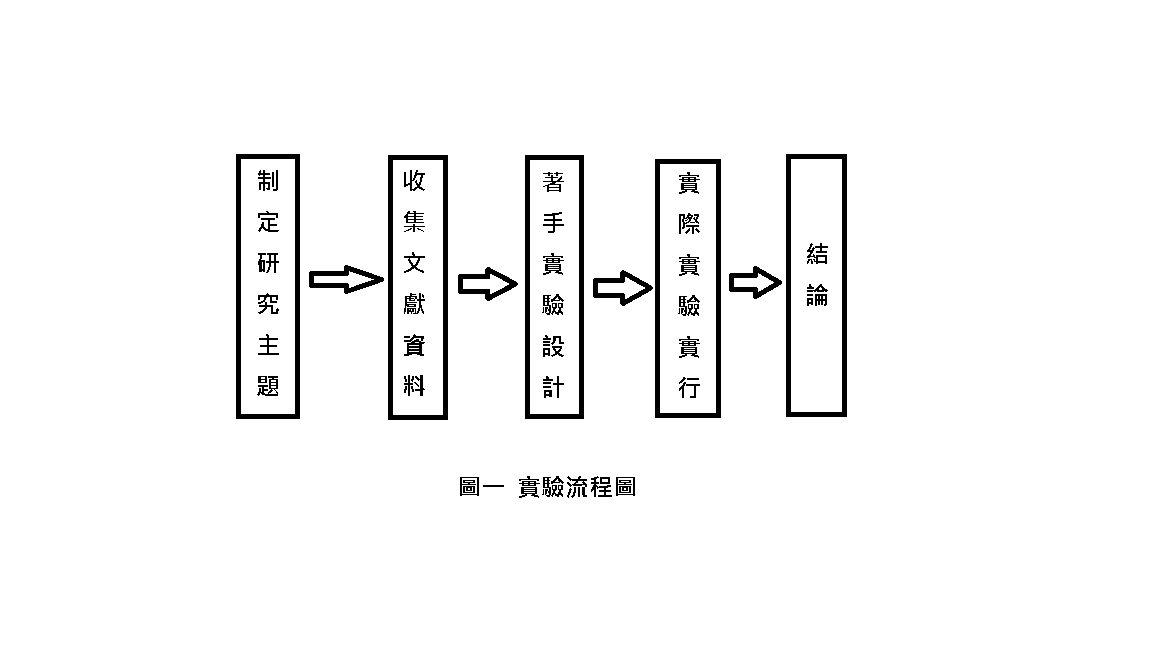 制定研究主題
收集文獻資料
著手實驗設計
實際實驗實行
結論
圖一 實驗流程圖